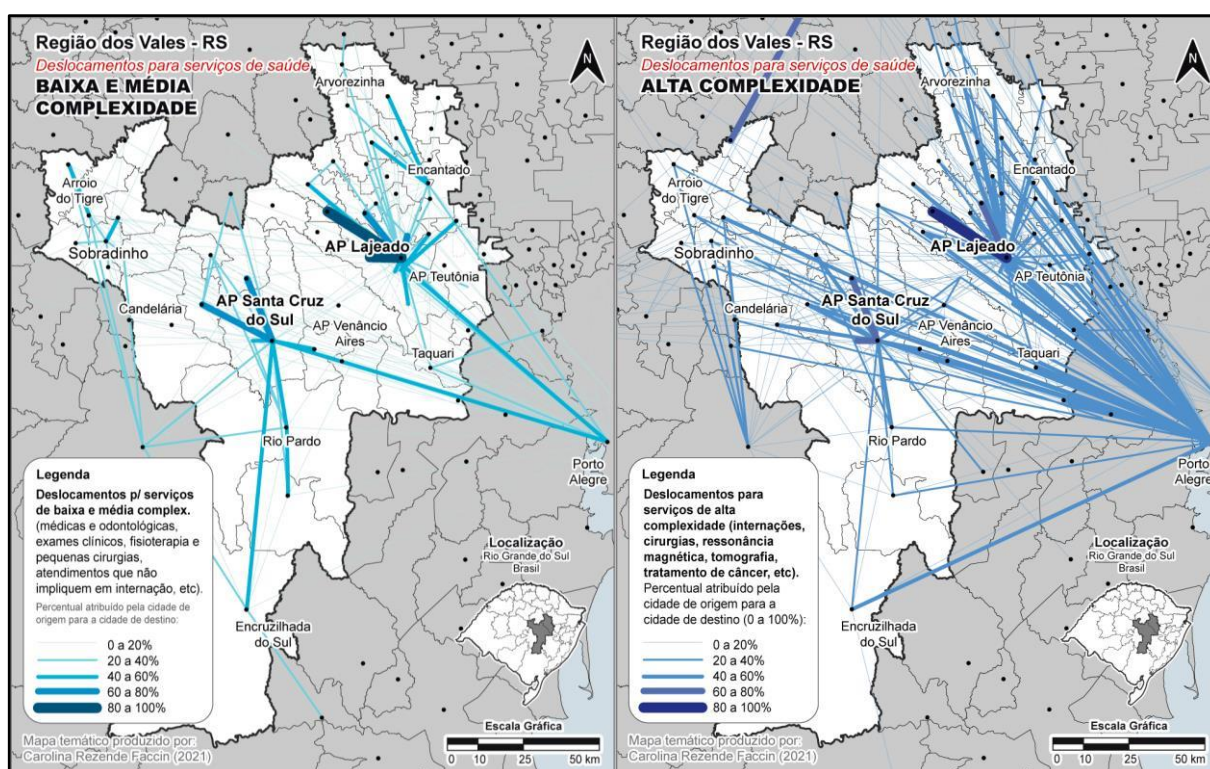 Região dos Vales - RS
Deslocamentos para serviços de saúde
BAIXA E MÉDIA
COMPLEXIDADE
N
Arvorezinha
Encantado
Arroio
do Tigre
Sobradinho
AP Lajeado
AP Teutônia
Candelária
AP Santa Cruz
do Sul
AP Venâncio
Aires
Taquari
Rio Pardo
Porto
Alegre
Encruzilhada
do Sul
Legenda
Deslocamentos p/ serviços
de baixa e média complex.
(médicas e odontológicas,
exames clínicos, fisioterapia e
pequenas cirurgias,
atendimentos que não
impliquem em internação, etc).
Percentual atribuído pela cidade de
origem para a cidade de destino:
0 a 20%
20 a 40%
40 a 60%
60 a 80%
80 a 100%
Mapa temático produzido por:
Carolina Rezende Faccin (2021)
Localização
Rio Grande do Sul
Brasil
Escala Gráfica
0 10 25 50 km
Região dos Vales - RS
Deslocamentos para serviços de saúde
ALTA COMPLEXIDADE
N
Arvorezinha
Encantado
Arroio
do Tigre
Sobradinho
AP Lajeado
AP Teutônia
Candelária
AP Santa Cruz
do Sul
AP Venâncio
Aires
Taquari
Rio Pardo
Porto
Alegre
Encruzilhada
do Sul
Legenda
Deslocamentos para
serviços de alta
complexidade (internações,
cirurgias, ressonância
magnética, tomografia,
tratamento de câncer, etc).
Percentual atribuído pela
cidade de origem para a
cidade de destino (0 a 100%):
0 a 20%
20 a 40%
40 a 60%
60 a 80%
80 a 100%
Mapa temático produzido por:
Carolina Rezende Faccin (2021)
Localização
Rio Grande do Sul
Brasil
Escala Gráfica
0 10 25 50 km